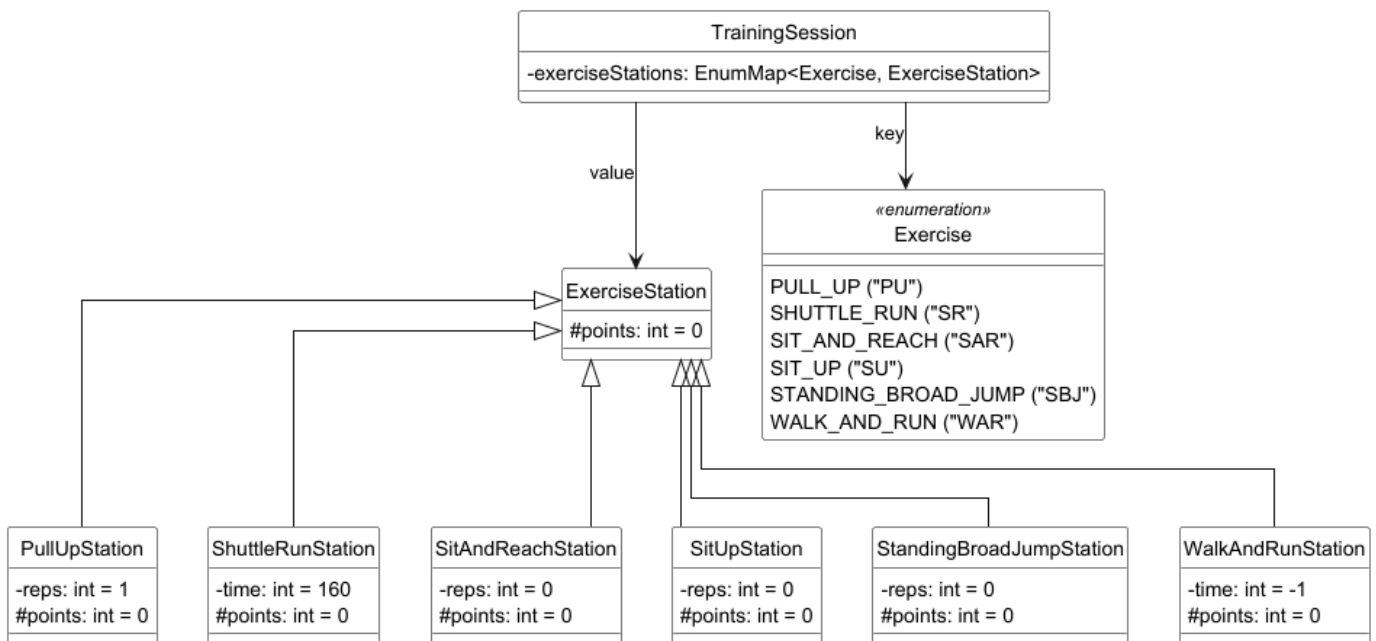 TrainingSession
-exerciseStations: EnumMap<Exercise, ExerciseStation>
key
value
«enumeration»
Exercise
PULL_UP ("PU")
SHUTTLE_RUN ("SR")
SIT_AND_REACH ("SAR")
SIT_UP ("SU")
STANDING_BROAD_JUMP ("SBJ")
WALK_AND_RUN ("WAR")
ExerciseStation
#points: int = 0
PullUpStation
-reps: int = 1
#points: int = 0
ShuttleRunStation
-time: int = 160
#points: int = 0
SitAndReachStation
-reps: int = 0
#points: int = 0
SitUpStation
-reps: int = 0
#points: int = 0
StandingBroadJumpStation
-reps: int = 0
#points: int = 0
WalkAndRunStation
-time: int = -1
#points: int = 0